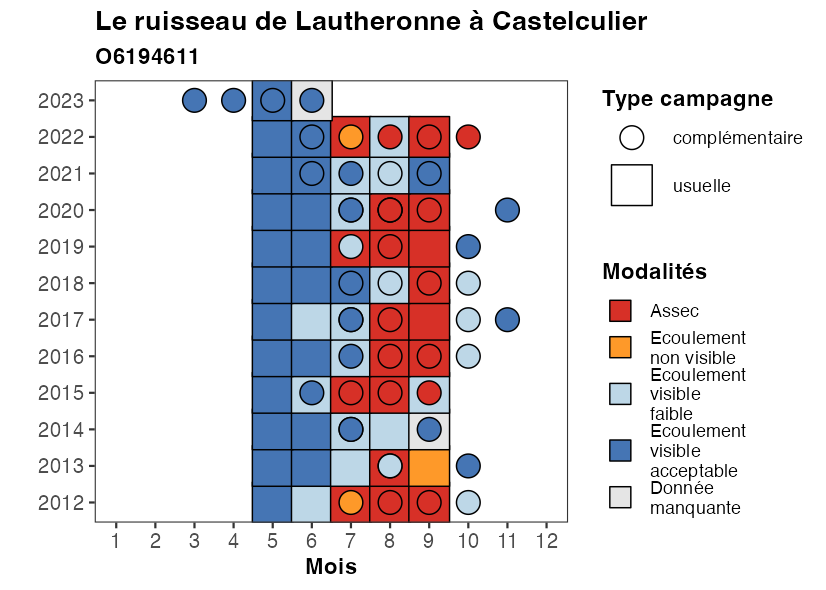 Le ruisseau de Lautheronne à Castelculier
O6194611
2023
2022
2021
2020
2019
2018
2017
2016
2015
2014
2013
2012
1 2 3 4 5 6 7 8 9 10 11 12
Mois
Type campagne
complémentaire
usuelle
Modalités
Assec
Ecoulement
non visible
Ecoulement
visible
faible
Ecoulement
visible
acceptable
Donnée
manquante